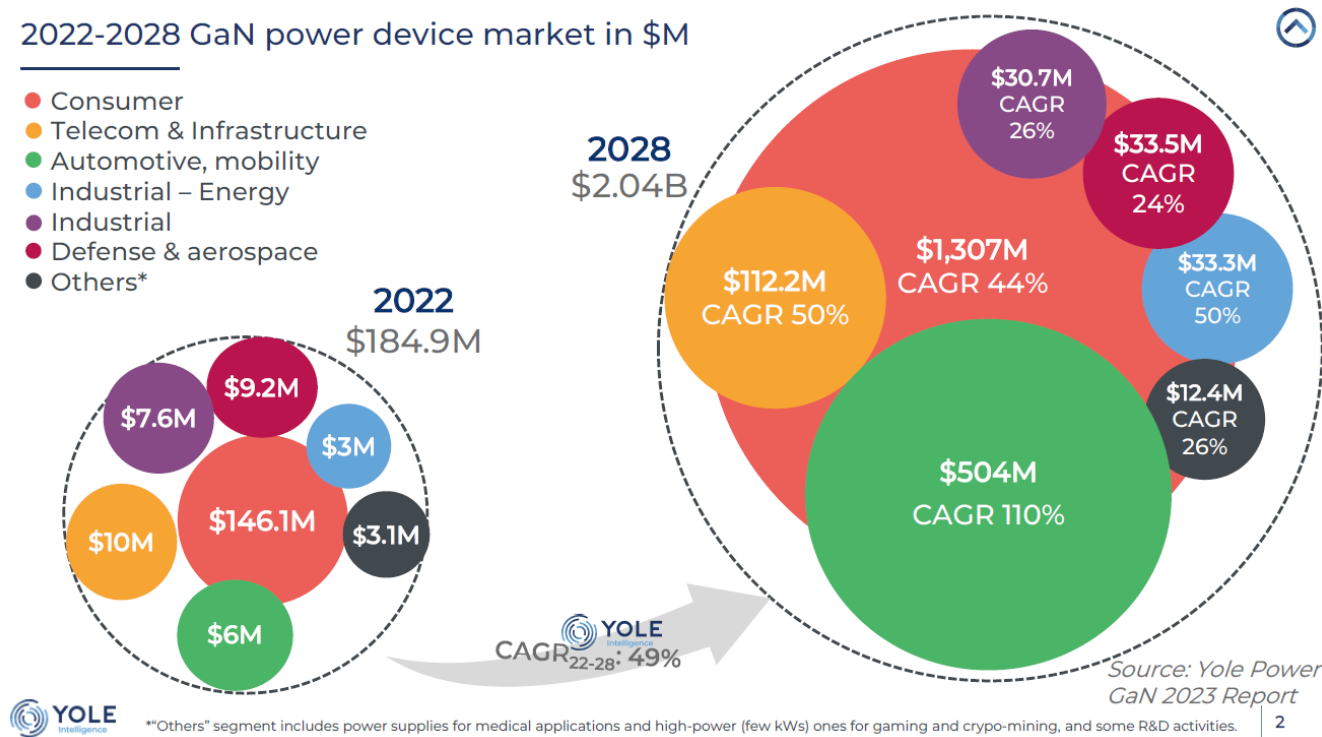 2022-2028 GaN power device market in $M
Consumer
Telecom & Infrastructure
Automotive, mobility
Industrial – Energy
Industrial
Defense & aerospace
Others*
2022
$184.9M
$9.2M
$7.6M
$3M
$146.1M
$10M
$3.1M
$6M
2028
$2.04B
$30.7M
CAGR
26%
$33.5M
CAGR
24%
$1,307M
CAGR 44%
$112.2M
CAGR 50%
$33.3M
CAGR
50%
$12.4M
CAGR
26%
$504M
CAGR 110%
YOLE
Intelligence
CAGR22-28: 49%
Source: Yole Power
GaN 2023 Report
YOLE
Intelligence
*“Others” segment includes power supplies for medical applications and high-power (few kWs) ones for gaming and crypo-mining, and some R&D activities.
2